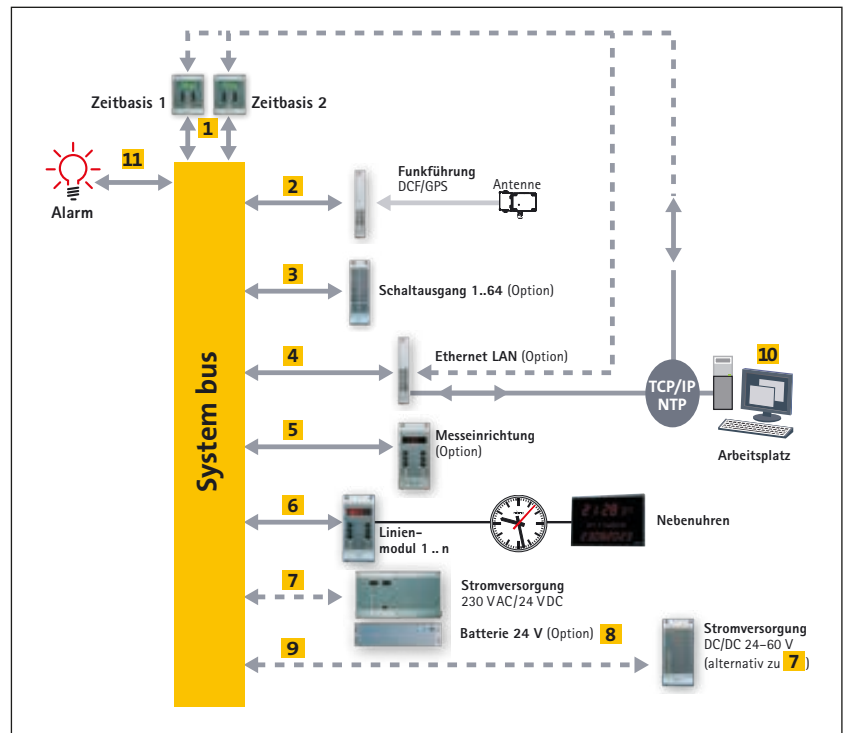 Zeitbasis 1
Zeitbasis 2
1
11
Alarm
System bus
2
Funkführung
DCF/GPS
Antenne
3
Schaltausgang 1..64 (Option)
4
Ethernet LAN (Option)
TCP/IP
NTP
10
Arbeitsplatz
5
Messeinrichtung
(Option)
6
Linien-
modul 1 .. n
Nebenuhren
7
Stromversorgung
230 VAC/24 VDC
Batterie 24 V (Option) 8
9
Stromversorgung
DC/DC 24–60 V
(alternativ zu 7)